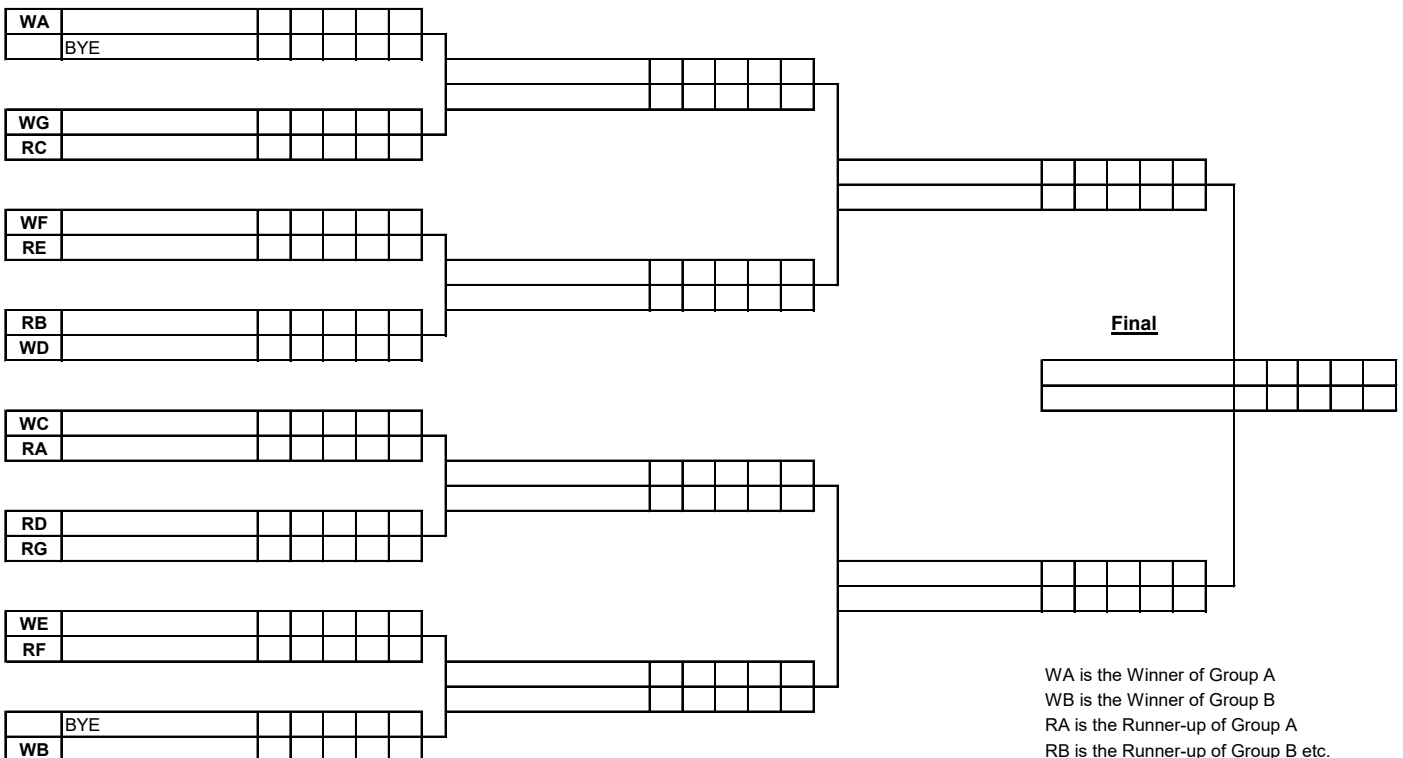 WA
BYE
WG
RC
WF
RE
RB
WD
Final
WC
RA
RD
RG
WE
RF
BYE
WB
WA is the Winner of Group A
WB is the Winner of Group B
RA is the Runner-up of Group A
RB is the Runner-up of Group B etc.